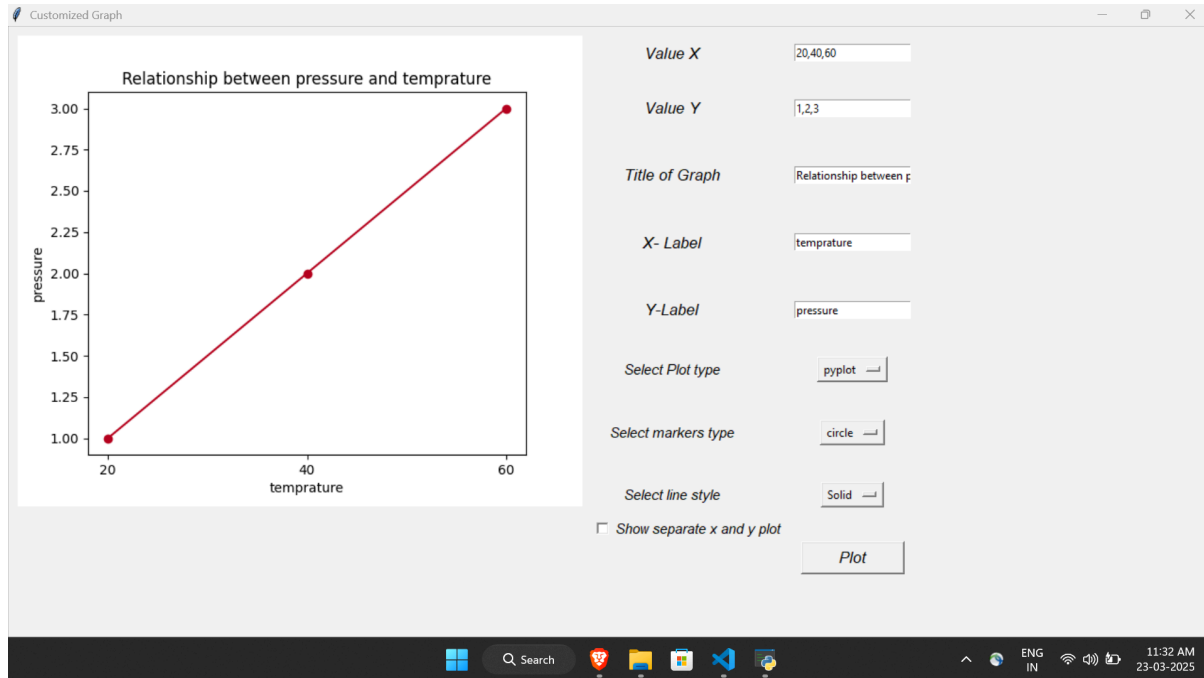 Customized Graph
Relationship between pressure and temprature
3.00
2.75
2.50
2.25
2.00
1.75
1.50
1.25
1.00
pressure
20 40 60
temprature
Value X 20,40,60
Value Y 1,2,3
Title of Graph Relationship between p
X- Label temprature
Y-Label pressure
Select Plot type pyplot
Select markers type circle
Select line style Solid
Show separate x and y plot
Plot
Search
ENG
IN
11:32 AM
23-03-2025